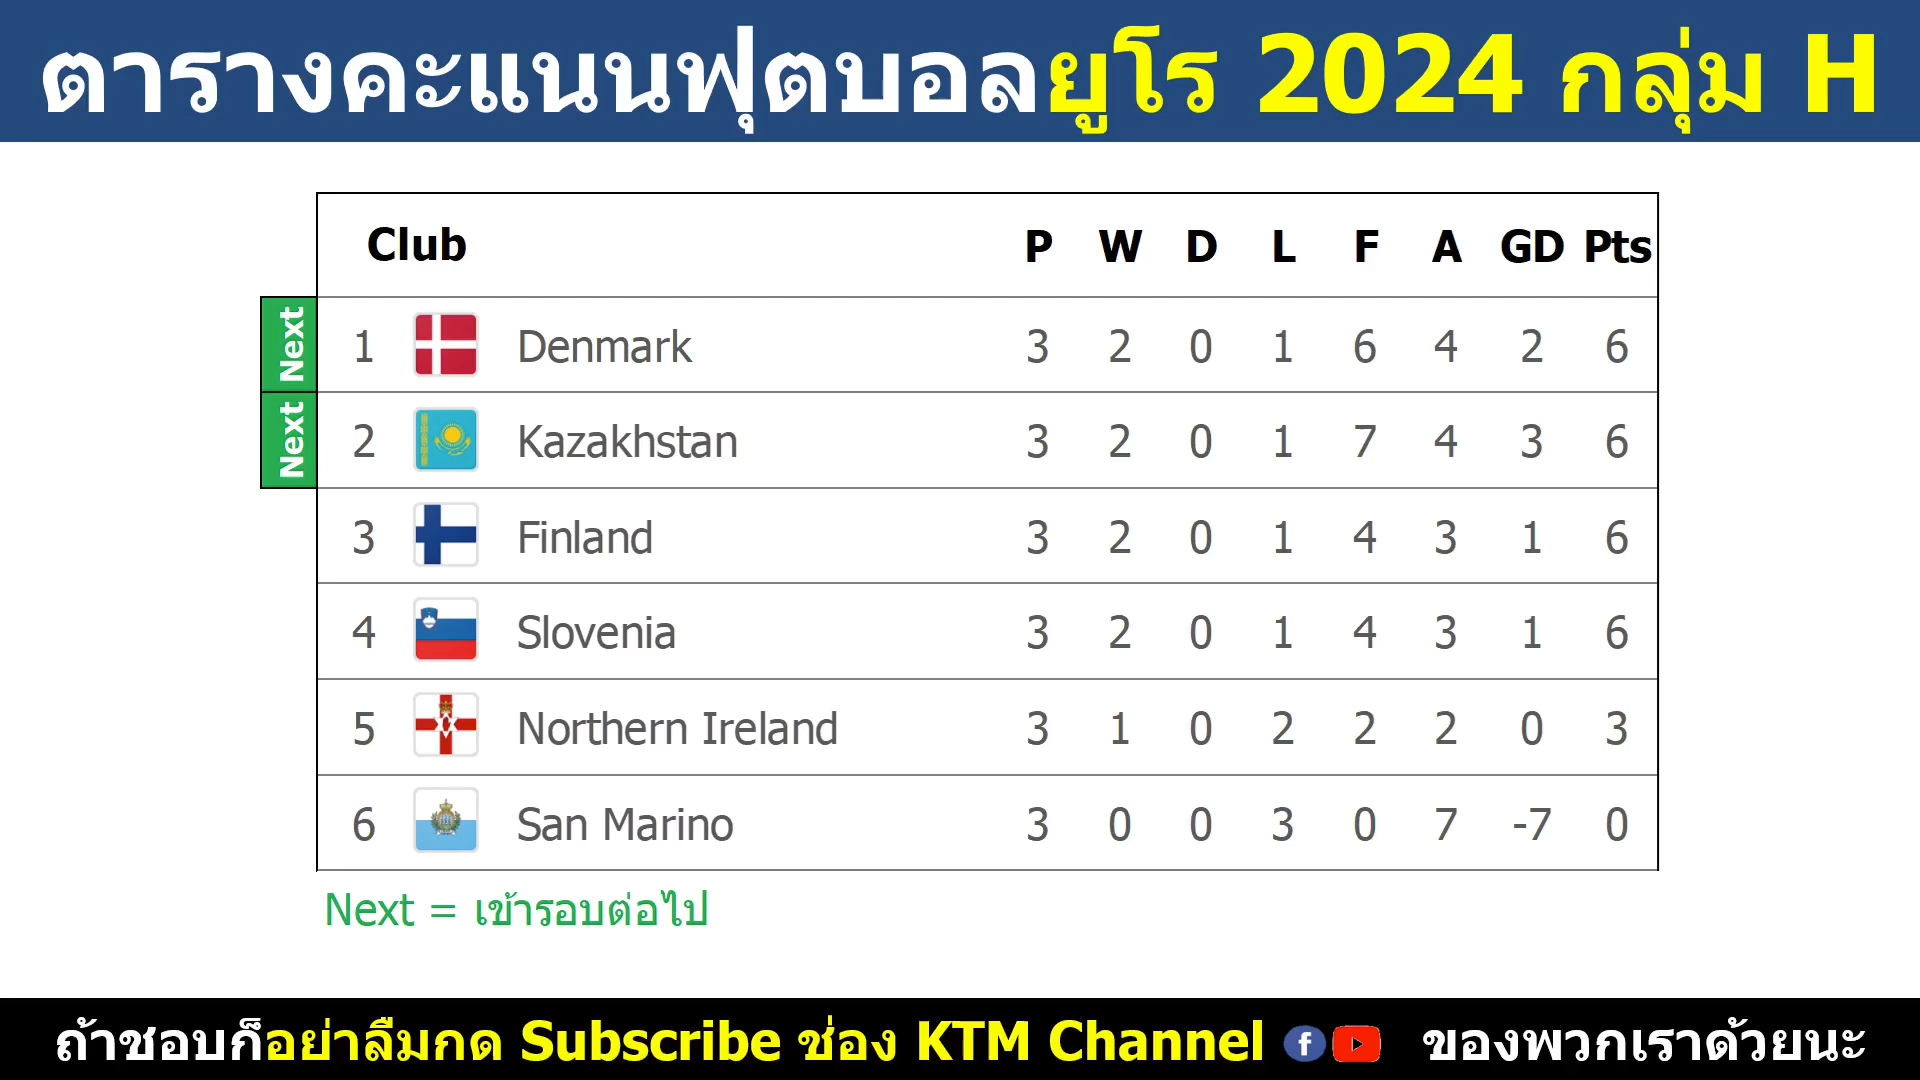 ตารางคะแนนฟุตบอลยูโร 2024 กลุ่ม H
Club P W D L F A GD Pts
Next 1 Denmark 3 2 0 1 6 4 2 6
Next 2 Kazakhstan 3 2 0 1 7 4 3 6
3 Finland 3 2 0 1 4 3 1 6
4 Slovenia 3 2 0 1 4 3 1 6
5 Northern Ireland 3 1 0 2 2 2 0 3
6 San Marino 3 0 0 3 0 7 -7 0
Next = เข้ารอบต่อไป
ถ้าชอบก็อย่าลืมกด Subscribe ช่อง KTM Channel f ของพวกเราด้วยนะ